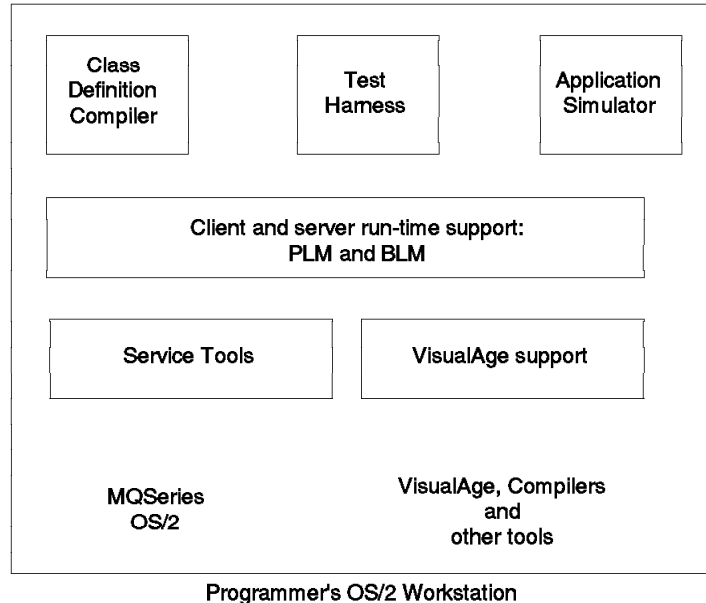 Class
Definition
Compiler
Test
Harness
Application
Simulator
Client and server run-time support:
PLM and BLM
Service Tools
VisualAge support
MQSeries
OS/2
VisualAge, Compilers
and
other tools
Programmer's OS/2 Workstation